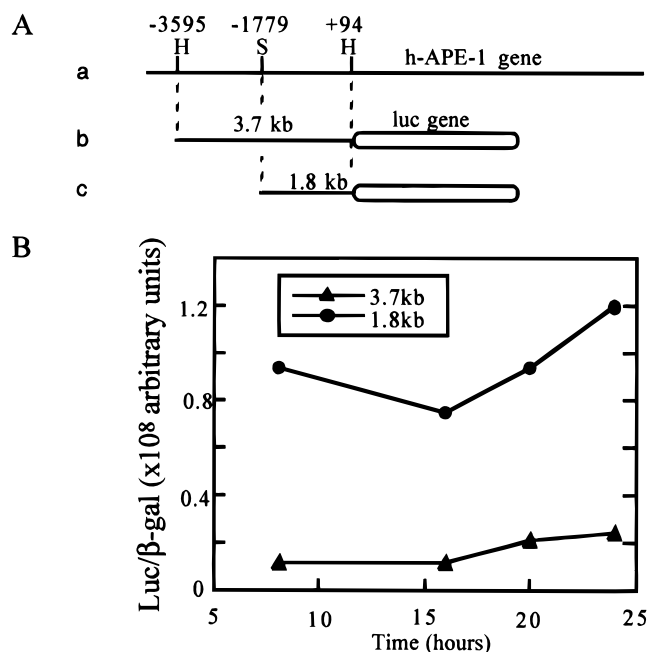 A
-3595 -1779 +94
H S H
a h-APE-1 gene
b 3.7 kb luc gene
c 1.8 kb
B
Luc/β-gal (x10⁸ arbitrary units)
1.2
0.8
0.4
0
3.7kb
1.8kb
5 10 15 20 25
Time (hours)